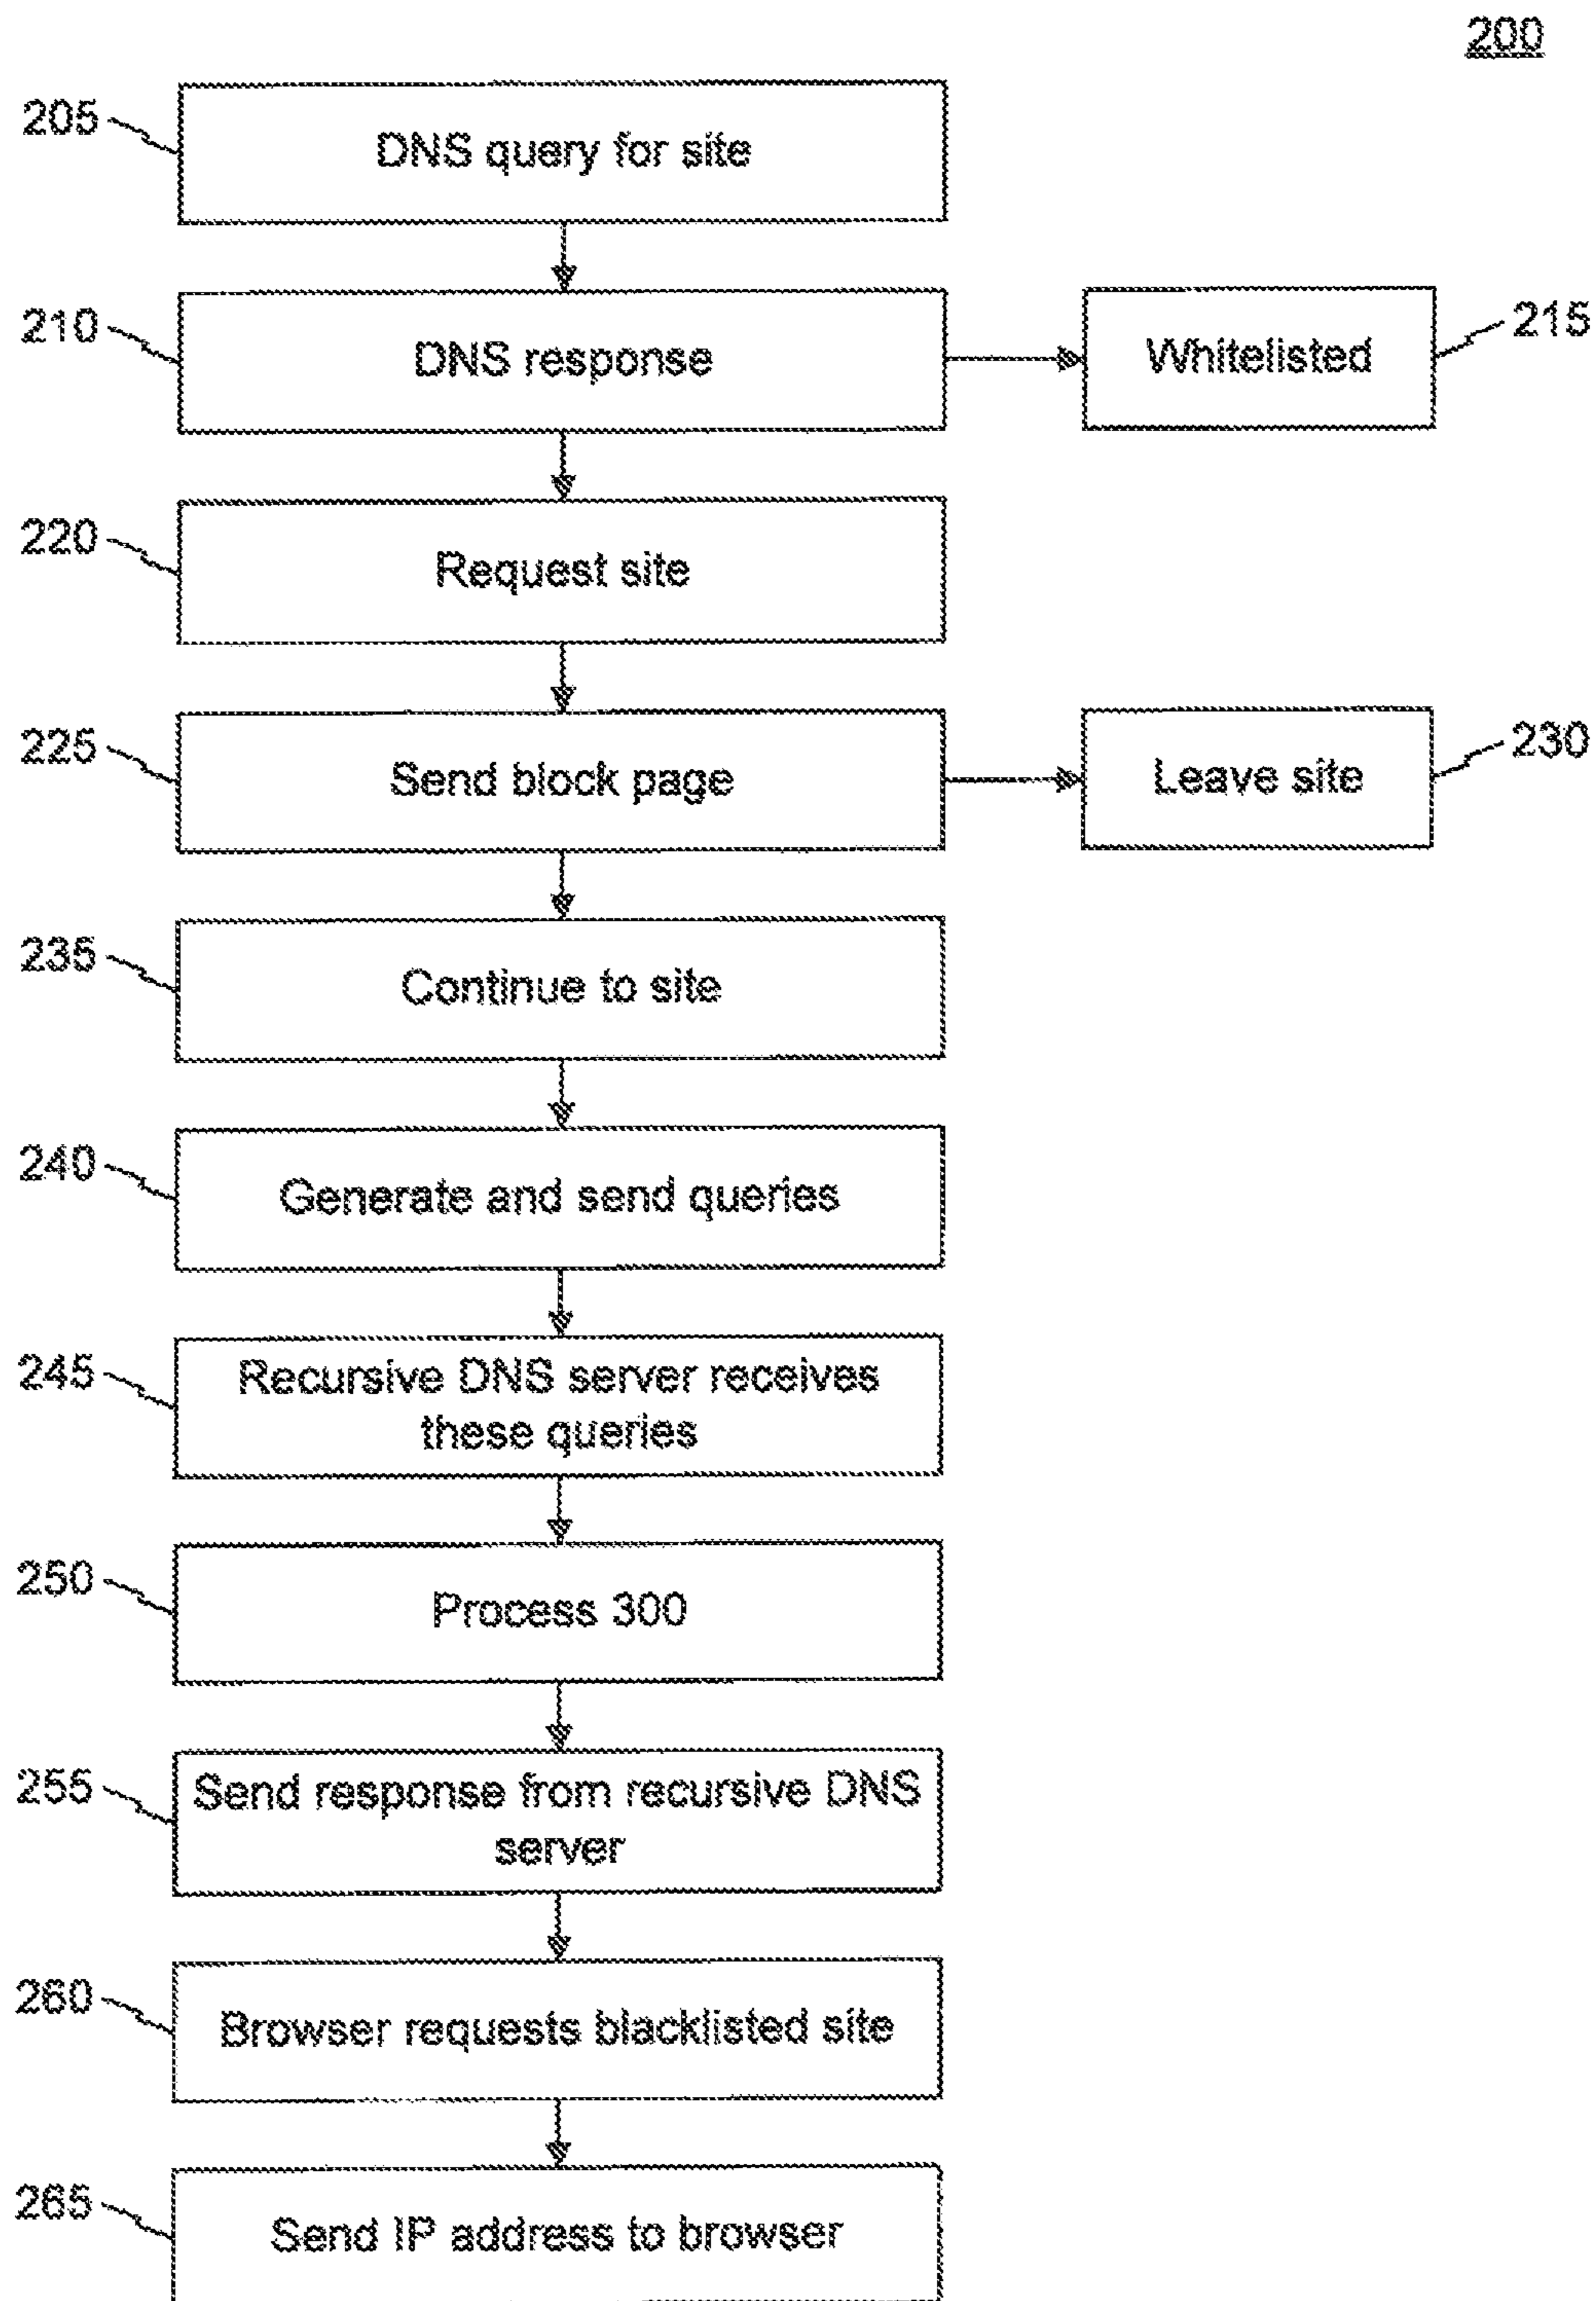 200
205
DNS query for site
210
DNS response
Whitelisted
215
220
Request site
225
Send block page
Leave site
230
235
Continue to site
240
Generate and send queries
245
Recursive DNS server receives
these queries
250
Process 300
255
Send response from recursive DNS
server
260
Browser requests blacklisted site
265
Send IP address to browser